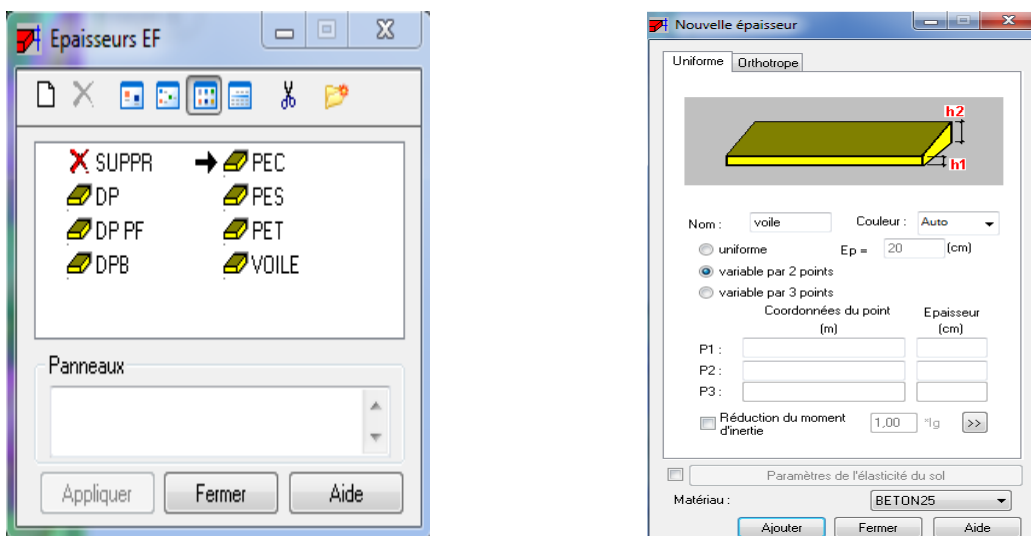 Epaisseurs EF
SUPPR PEC
DP PES
DP PF PET
DPB VOILE
Panneaux
Appliquer Fermer Aide
Nouvelle épaisseur
Uniforme Orthotrope
h2
h1
Nom : voile Couleur : Auto
uniforme Ep = 20 (cm)
variable par 2 points
variable par 3 points
Coordonnées du point Epaisseur
(m) (cm)
P1 :
P2 :
P3 :
Réduction du moment
d'inertie 1,00 *Ig >>
Paramètres de l'élasticité du sol
Matériau : BETON25
Ajouter Fermer Aide